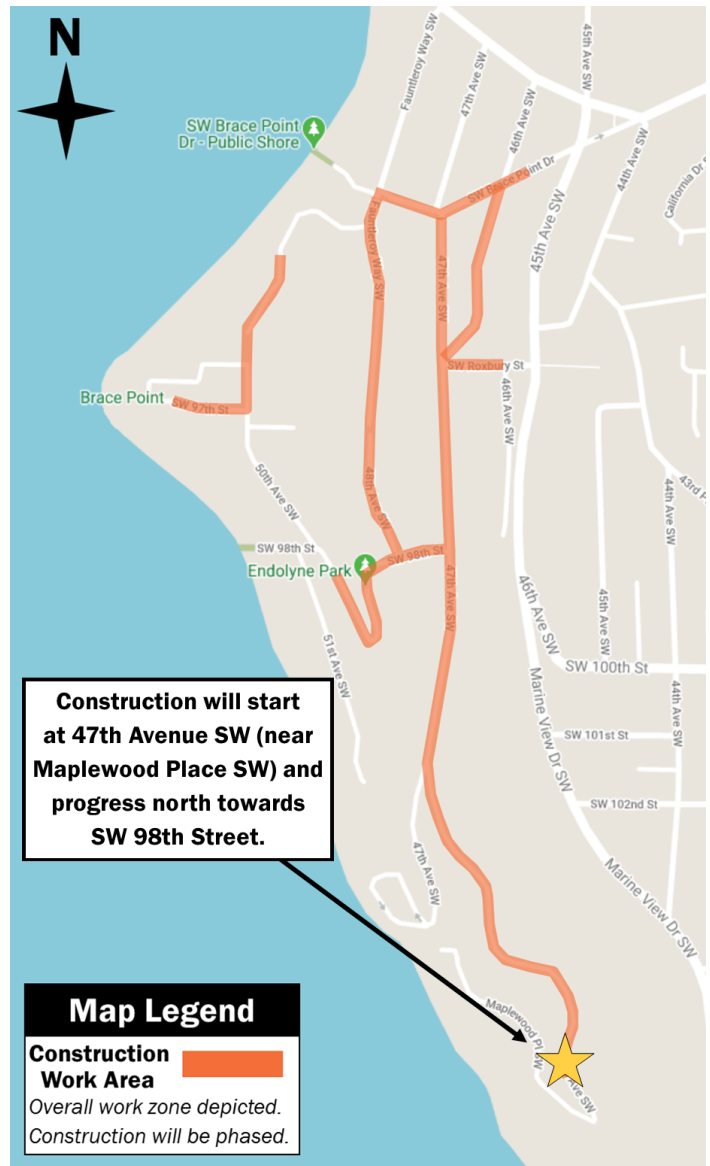 N
SW Brace Point
Dr - Public Shore
Fauntleroy Way SW
47th Ave SW
46th Ave SW
45th Ave SW
44th Ave SW
California Dr S
SW Brace Point Dr
45th Ave SW
Fauntleroy Way SW
47th Ave SW
SW Roxbury St
46th Ave SW
Brace Point
SW 97th St
50th Ave SW
48th Ave SW
44th Ave SW
43rd P
SW 98th St
SW 98th St
Endolyne Park
47th Ave SW
46th Ave SW
45th Ave SW
51st Ave SW
SW 100th St
Marine View Dr SW
44th Ave SW
SW 101st St
SW 102nd St
Construction will start
at 47th Avenue SW (near
Maplewood Place SW) and
progress north towards
SW 98th Street.
47th Ave SW
Marine View Dr SW
Maplewood Pl SW
Ave SW
Map Legend
Construction
Work Area
Overall work zone depicted.
Construction will be phased.